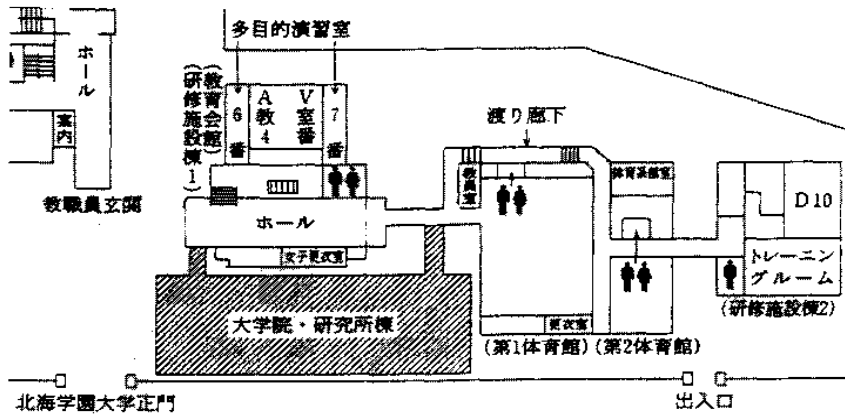 多目的演習室
ホール
案内
教職員玄関
(教育会館)
(研修施設棟1)
6番
A教4
V室番
7番
渡り廊下
教員室
体育系部室
D10
ホール
女子更衣室
トレーニングルーム
(研修施設棟2)
大学院・研究所棟
更衣室
(第1体育館)
(第2体育館)
北海学園大学正門
出入口